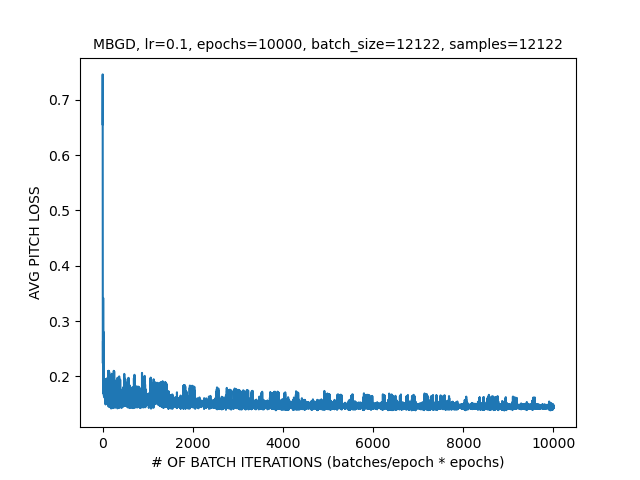 MBGD, lr=0.1, epochs=10000, batch_size=12122, samples=12122
AVG PITCH LOSS
0.7
0.6
0.5
0.4
0.3
0.2
0 2000 4000 6000 8000 10000
# OF BATCH ITERATIONS (batches/epoch * epochs)